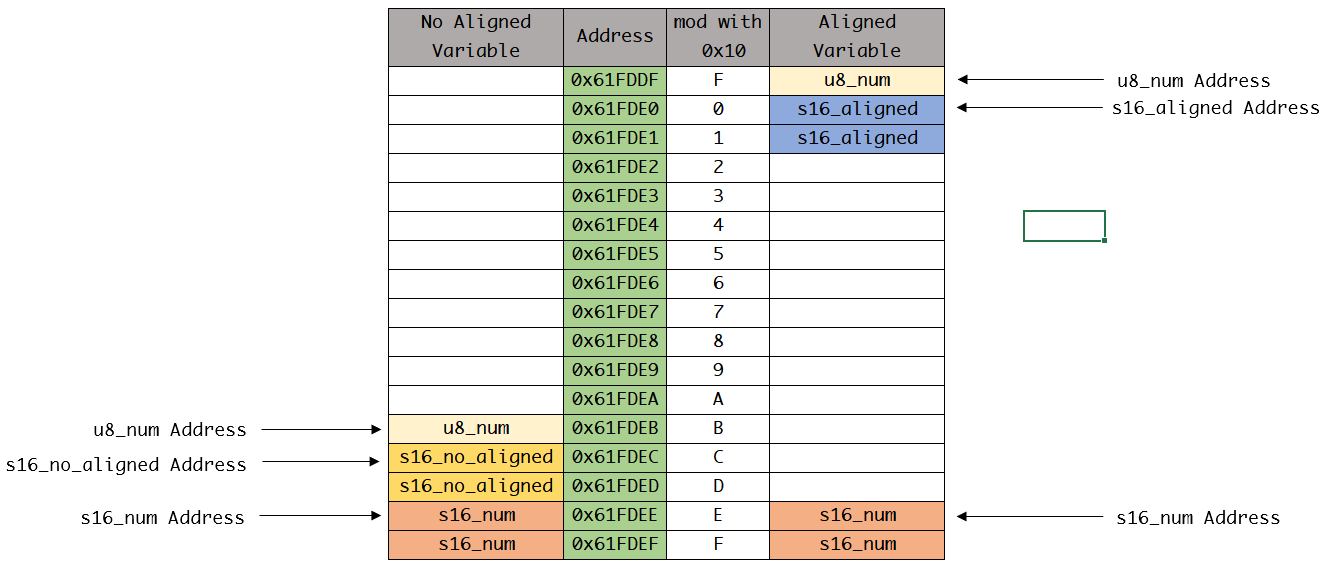 No Aligned Variable Address mod with 0x10 Aligned Variable
0x61FDDF F u8_num u8_num Address
0x61FDE0 0 s16_aligned s16_aligned Address
0x61FDE1 1 s16_aligned
0x61FDE2 2
0x61FDE3 3
0x61FDE4 4
0x61FDE5 5
0x61FDE6 6
0x61FDE7 7
0x61FDE8 8
0x61FDE9 9
0x61FDEA A
u8_num Address u8_num 0x61FDEB B
s16_no_aligned Address s16_no_aligned 0x61FDEC C
s16_no_aligned 0x61FDED D
s16_num Address s16_num 0x61FDEE E s16_num s16_num Address
s16_num 0x61FDEF F s16_num